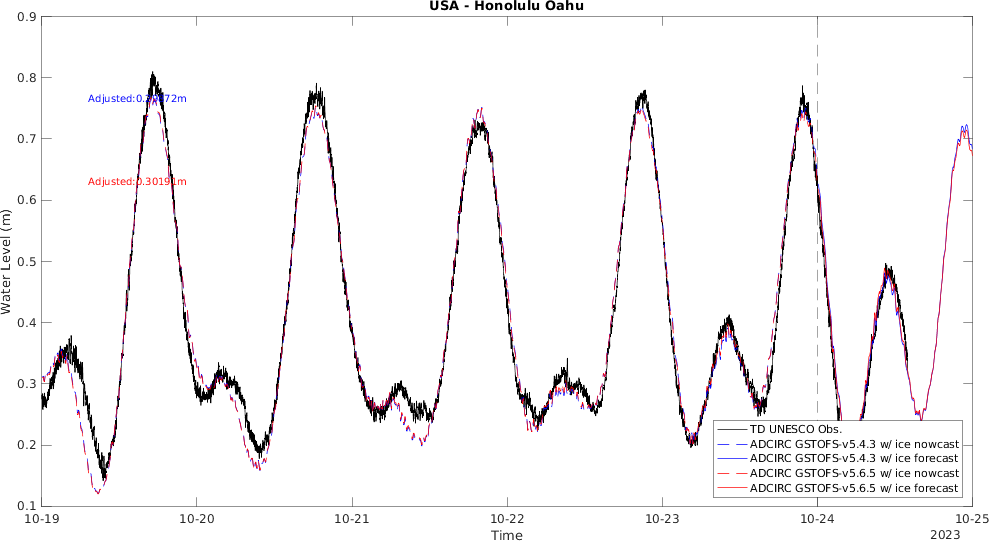 USA - Honolulu Oahu
0.9
0.8
0.7
0.6
0.5
0.4
0.3
0.2
0.1
Water Level (m)
Adjusted:
Adjusted:0.30191m
TD UNESCO Obs.
ADCIRC GSTOFS-v5.4.3 w/ ice nowcast
ADCIRC GSTOFS-v5.4.3 w/ ice forecast
ADCIRC GSTOFS-v5.6.5 w/ ice nowcast
ADCIRC GSTOFS-v5.6.5 w/ ice forecast
10-19
10-20
10-21
10-22
10-23
10-24
10-25
Time
2023